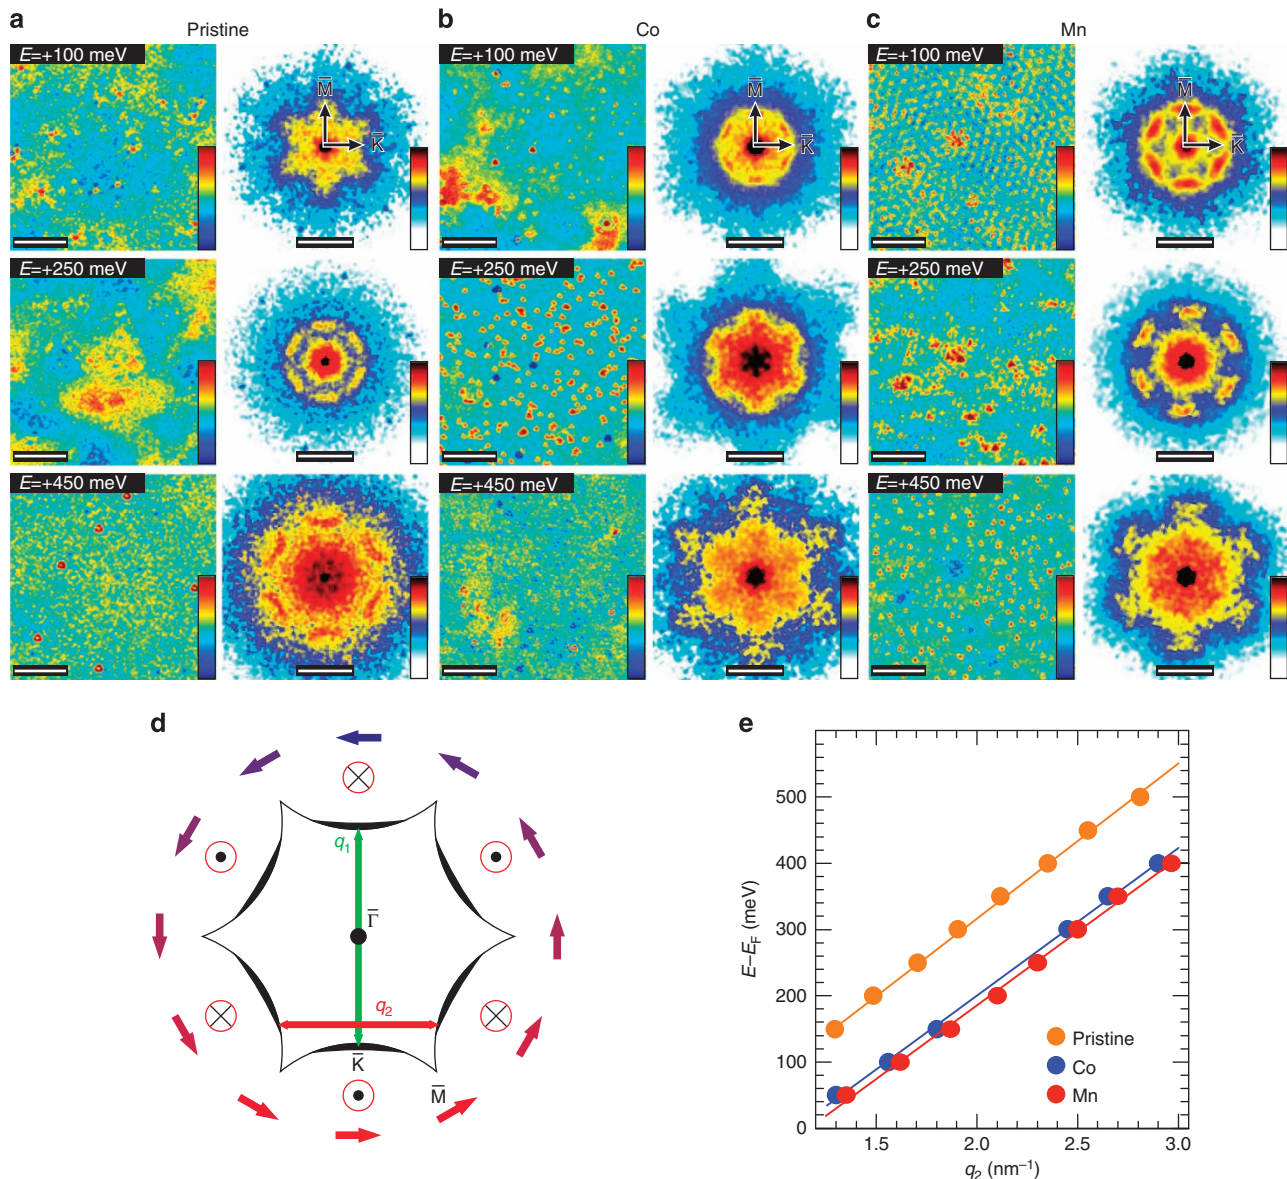 a Pristine
b Co
c Mn
E=+100 meV
M̅
K̅
E=+100 meV
M̅
K̅
E=+100 meV
M̅
K̅
E=+250 meV
E=+250 meV
E=+250 meV
E=+450 meV
E=+450 meV
E=+450 meV
d
q₁
Γ̅
q₂
K̅
M̅
e
E–E_F (meV)
500
400
300
200
100
0
Pristine
Co
Mn
1.5 2.0 2.5 3.0
q₂ (nm⁻¹)